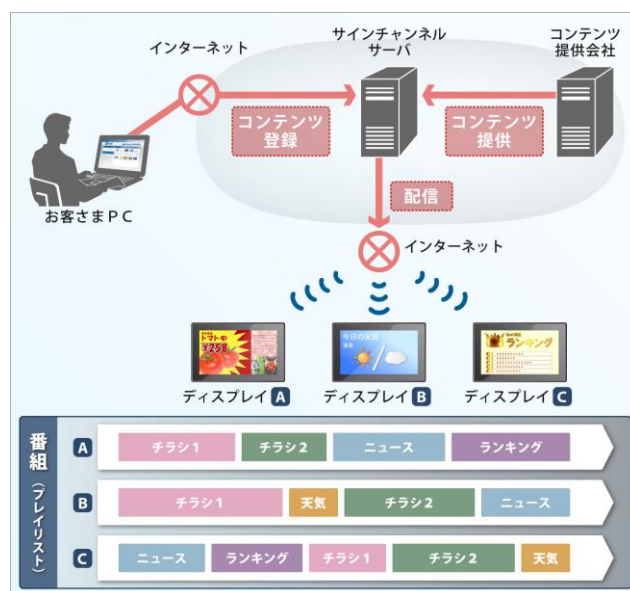 インターネット
サインチャンネル
サーバ
コンテンツ
提供会社
コンテンツ
登録
コンテンツ
提供
お客さまPC
配信
インターネット
トマト
¥258
今日の天気
ランキング
ディスプレイA
ディスプレイB
ディスプレイC
番組(プレイリスト)
A
チラシ1
チラシ2
ニュース
ランキング
B
チラシ1
天気
チラシ2
ニュース
C
ニュース
ランキング
チラシ1
チラシ2
天気